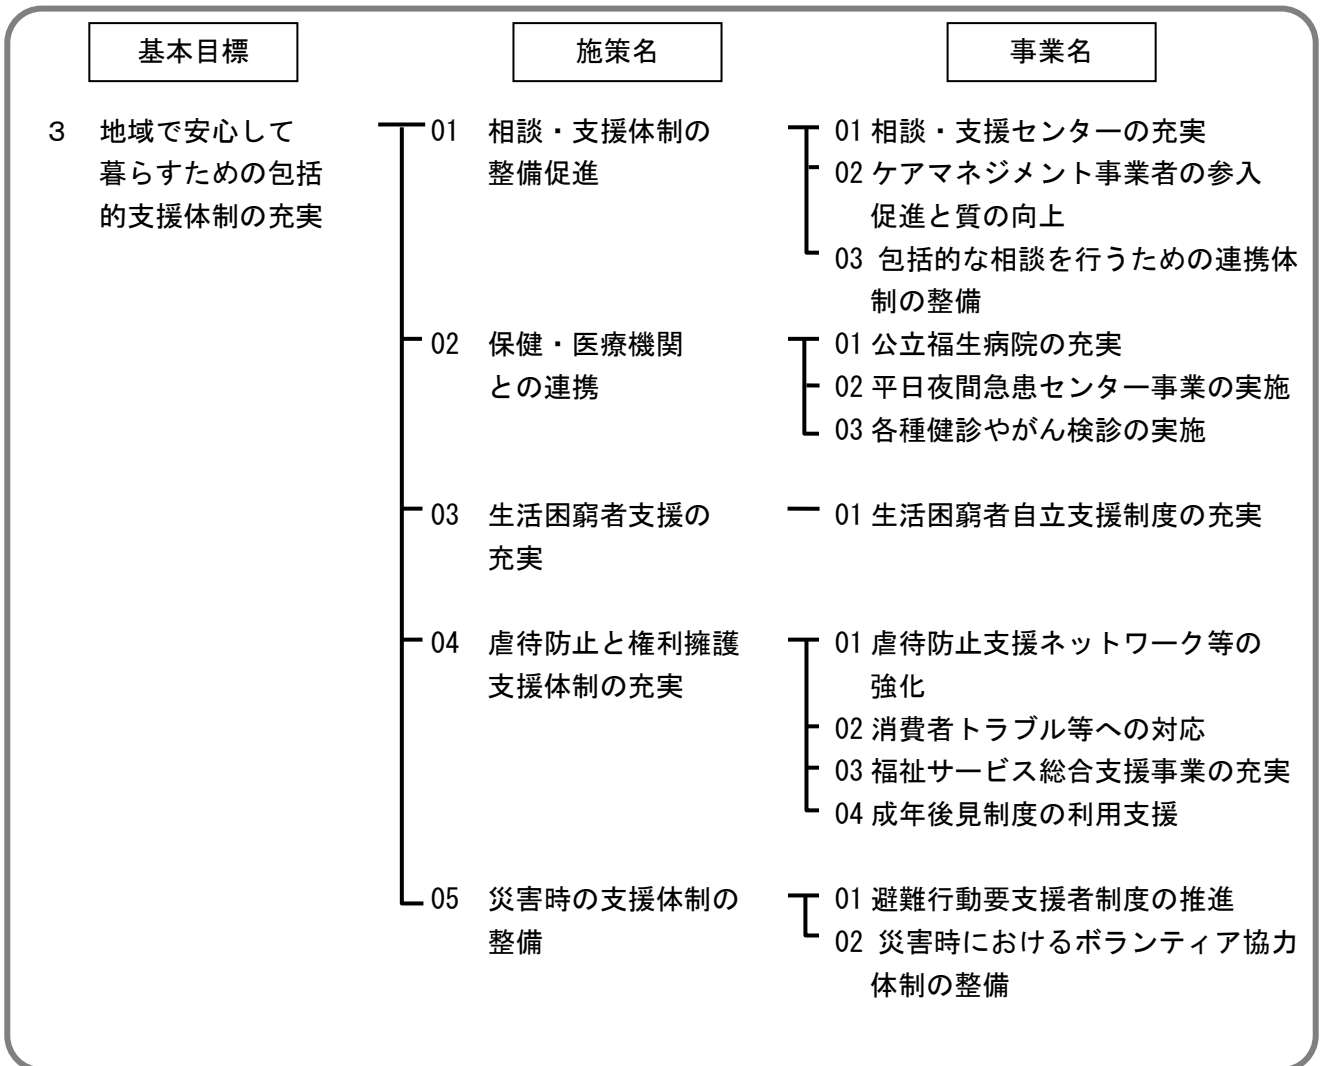 基本目標
施策名
事業名
3 地域で安心して
暮らすための包括
的支援体制の充実
01 相談・支援体制の
整備促進
01 相談・支援センターの充実
02 ケアマネジメント事業者の参入
促進と質の向上
03 包括的な相談を行うための連携体
制の整備
02 保健・医療機関
との連携
01 公立福生病院の充実
02 平日夜間急患センター事業の実施
03 各種健診やがん検診の実施
03 生活困窮者支援の
充実
01 生活困窮者自立支援制度の充実
04 虐待防止と権利擁護
支援体制の充実
01 虐待防止支援ネットワーク等の
強化
02 消費者トラブル等への対応
03 福祉サービス総合支援事業の充実
04 成年後見制度の利用支援
05 災害時の支援体制の
整備
01 避難行動要支援者制度の推進
02 災害時におけるボランティア協力
体制の整備